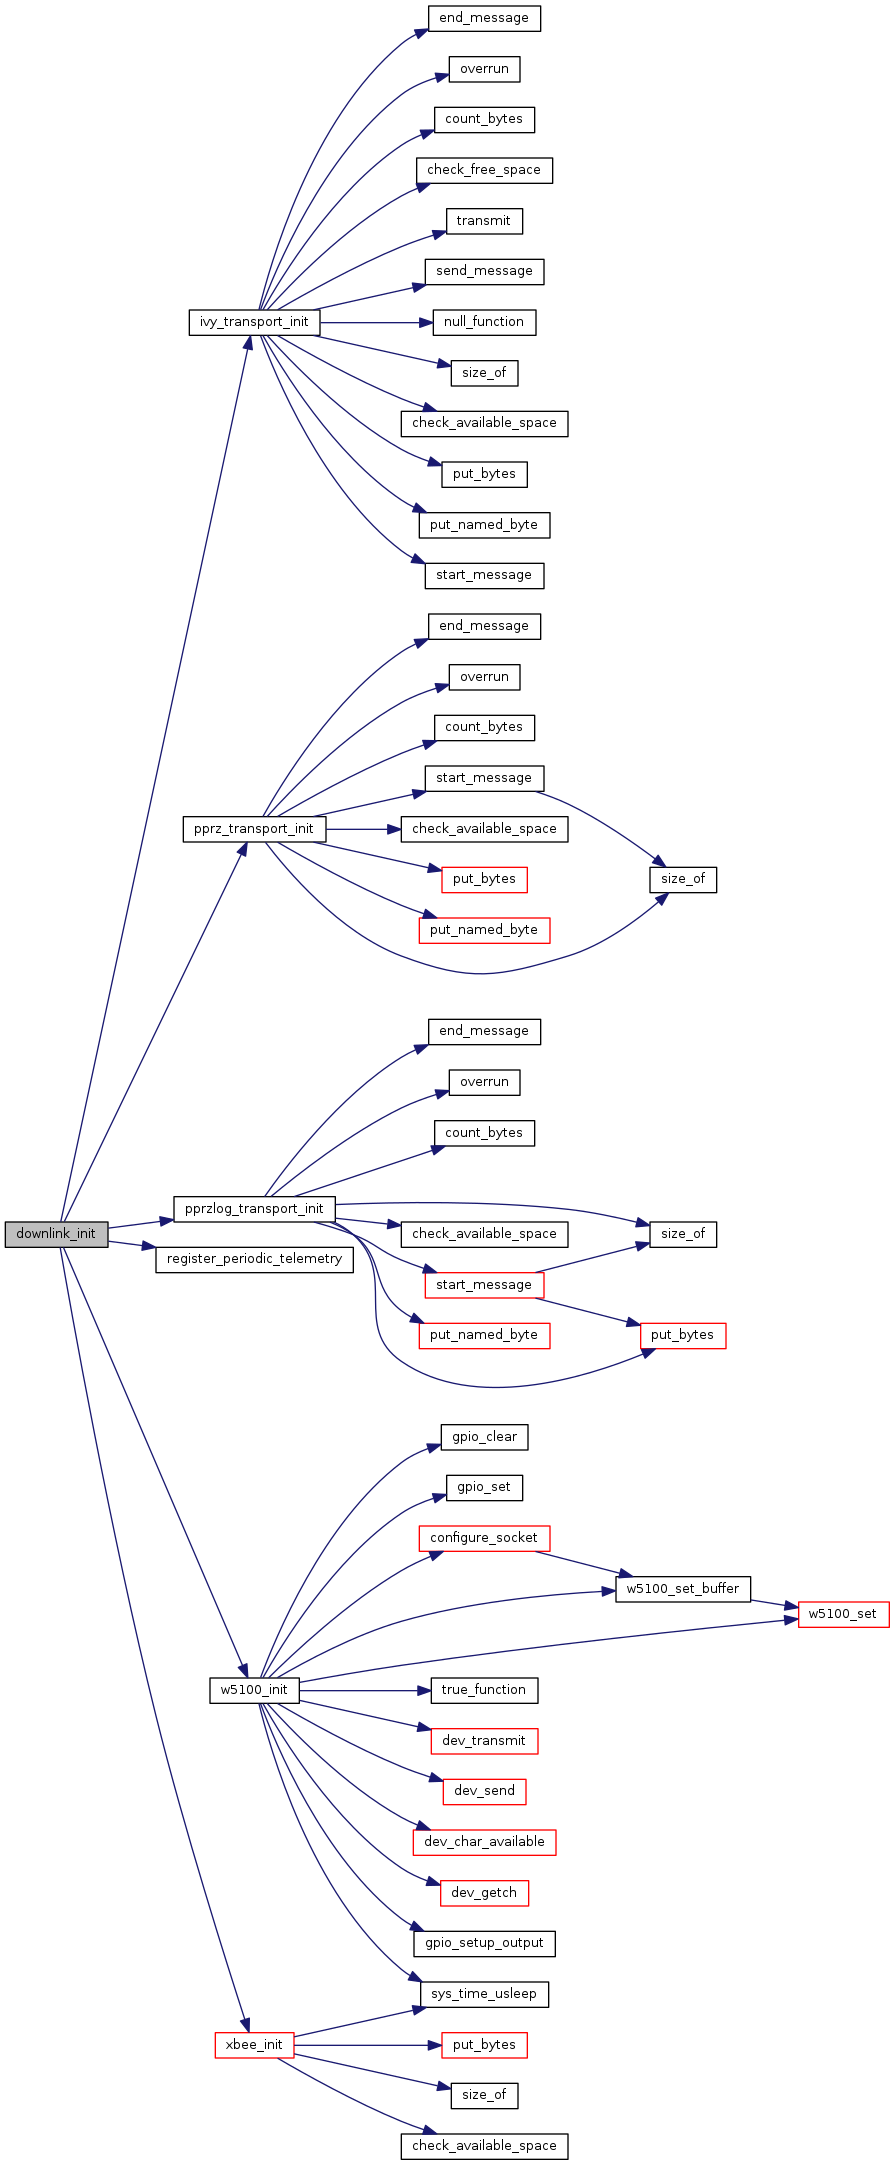 end_message
overrun
count_bytes
check_free_space
transmit
send_message
ivy_transport_init
null_function
size_of
check_available_space
put_bytes
put_named_byte
start_message
end_message
overrun
count_bytes
start_message
pprz_transport_init
check_available_space
put_bytes
size_of
put_named_byte
end_message
overrun
count_bytes
pprzlog_transport_init
downlink_init
check_available_space
size_of
register_periodic_telemetry
start_message
put_named_byte
put_bytes
gpio_clear
gpio_set
configure_socket
w5100_set_buffer
w5100_set
w5100_init
true_function
dev_transmit
dev_send
dev_char_available
dev_getch
gpio_setup_output
sys_time_usleep
xbee_init
put_bytes
size_of
check_available_space